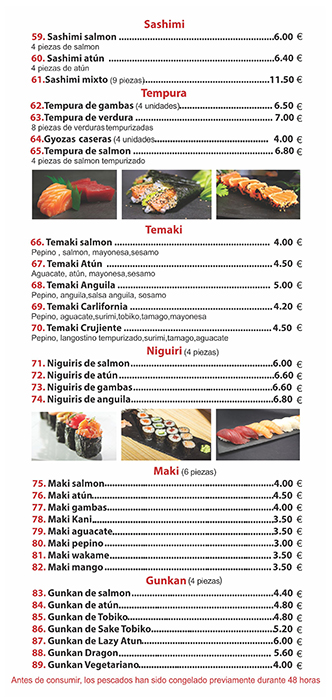 Sashimi
59. Sashimi salmon 6.00 €
4 piezas de salmon
60. Sashimi atún 6.40 €
4 piezas de atún
61.Sashimi mixto (9 piezas) 11.50 €
Tempura
62.Tempura de gambas (4 unidades) 6.50 €
63.Tempura de verdura 7.00 €
8 piezas de verduras tempurizadas
64.Gyozas caseras (4 unidades 4.00 €
65.Tempura de salmon 6.80 €
4 piezas de salmon tempurizado
Temaki
66. Temaki salmon 4.00 €
Pepino , salmon, mayonesa,sesamo
67. Temaki Atún 4.50 €
Aguacate, atún, mayonesa,sesamo
68. Temaki Anguila 5.00 €
Pepino, anguila,salsa anguila, sesamo
69. Temaki Carlifornia 4.20 €
Pepino, aguacate,surimi,tobiko,tamago,mayonesa
70. Temaki Crujiente 4.50 €
Pepino, langostino tempurizado,surimi,tamago,aguacate
Niguiri (4 piezas)
71. Niguiris de salmon 6.00 €
72. Niguiris de atún 6.60 €
73. Niguiris de gambas 6.60 €
74. Niguiris de anguila 6.80 €
Maki (6 piezas)
75. Maki salmon 4.00 €
76. Maki atún 4.50 €
77. Maki gambas 4.00 €
78. Maki Kani 3.50 €
79. Maki aguacate 3.50 €
80. Maki pepino 3.00 €
81. Maki wakame 3.50 €
82. Maki mango 3.50 €
Gunkan (4 piezas)
83. Gunkan de salmon 4.40 €
84. Gunkan de atún 4.80 €
85. Gunkan de Tobiko 4.80 €
86. Gunkan de Sake Tobiko 5.20 €
87. Gunkan de Lazy Atun 6.00 €
88. Gunkan Dragon 5.60 €
89. Gunkan Vegetariano 4.00 €
Antes de consumir, los pescados han sido congelado previamente durante 48 horas